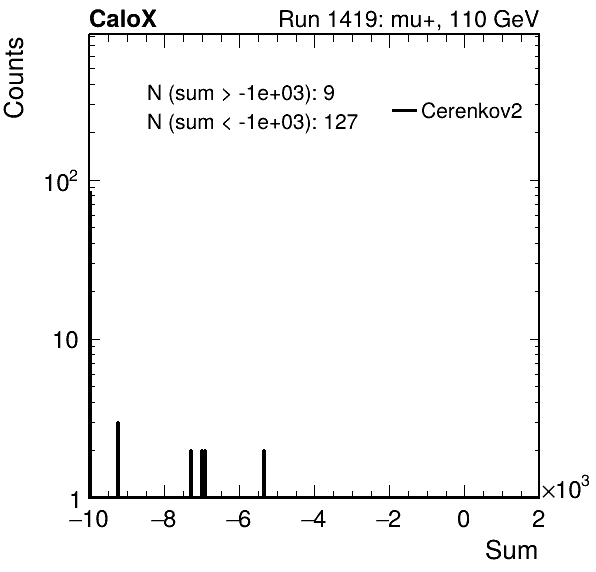 CaloX Run 1419: mu+, 110 GeV
Counts
N (sum > -1e+03): 9
N (sum < -1e+03): 127
Cerenkov2
10²
10
1
−10 −8 −6 −4 −2 0 2
×10³
Sum